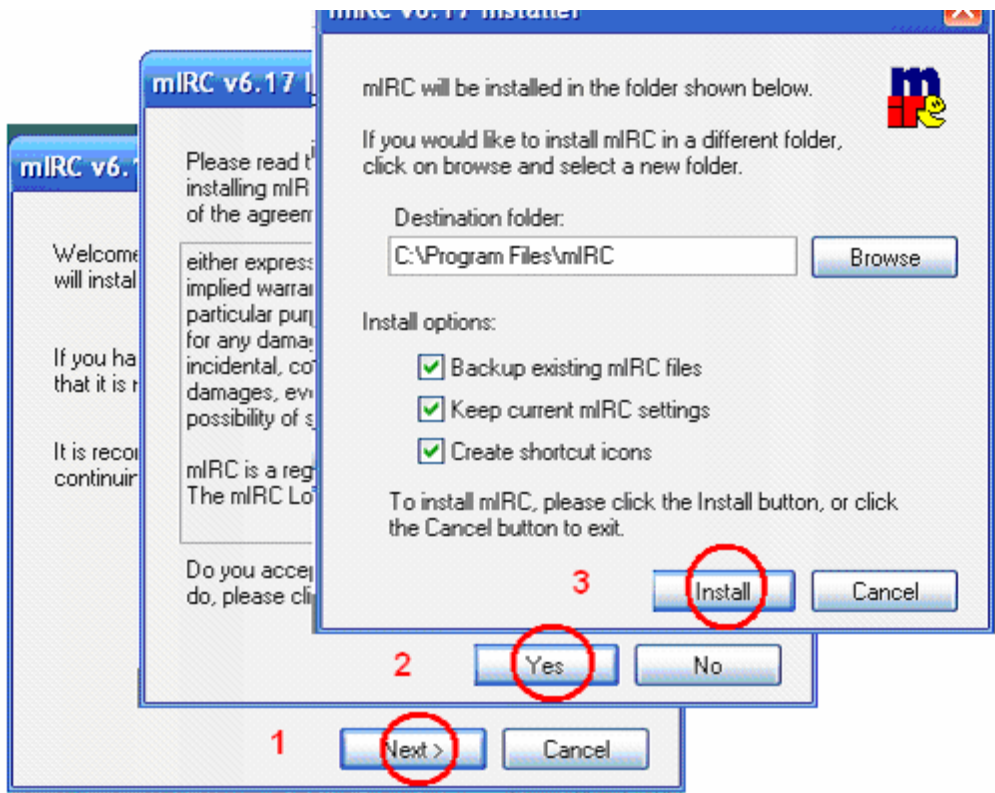 mIRC v6.17 Installer
mIRC will be installed in the folder shown below.
If you would like to install mIRC in a different folder,
click on browse and select a new folder.
Destination folder:
C:\Program Files\mIRC
Browse
Install options:
Backup existing mIRC files
Keep current mIRC settings
Create shortcut icons
To install mIRC, please click the Install button, or click
the Cancel button to exit.
3
Install
Cancel
mIRC v6.17 I
Please read t
installing mIR
of the agreem
either express
implied warran
particular purp
for any damag
incidental, co
damages, eve
possibility of s
mIRC is a reg
The mIRC Lo
Do you accep
do, please cli
2
Yes
No
mIRC v6.1
Welcome
will instal
If you ha
that it is r
It is recor
continuin
1
Next >
Cancel
mirc